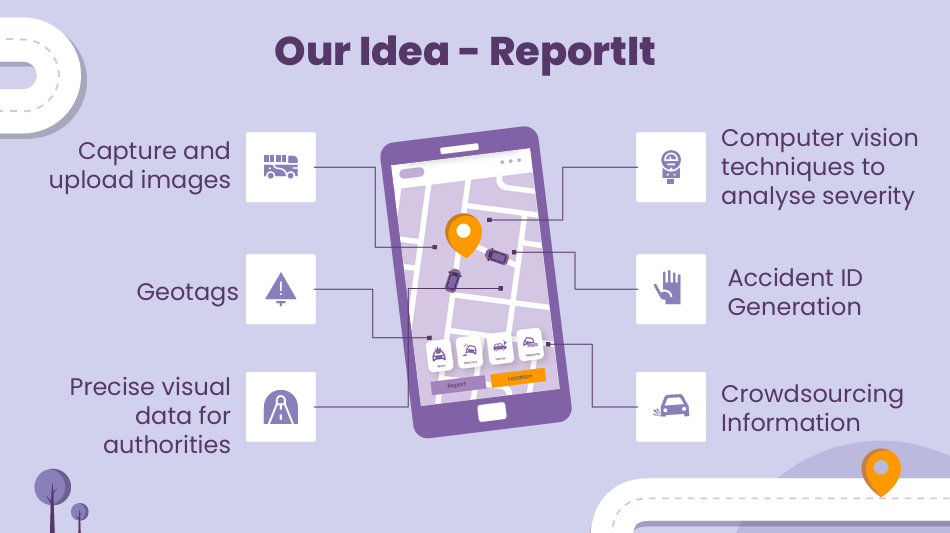 Our Idea - ReportIt
Capture and
upload images
Geotags
Precise visual
data for
authorities
Computer vision
techniques to
analyse severity
Accident ID
Generation
Crowdsourcing
Information
Report
Location